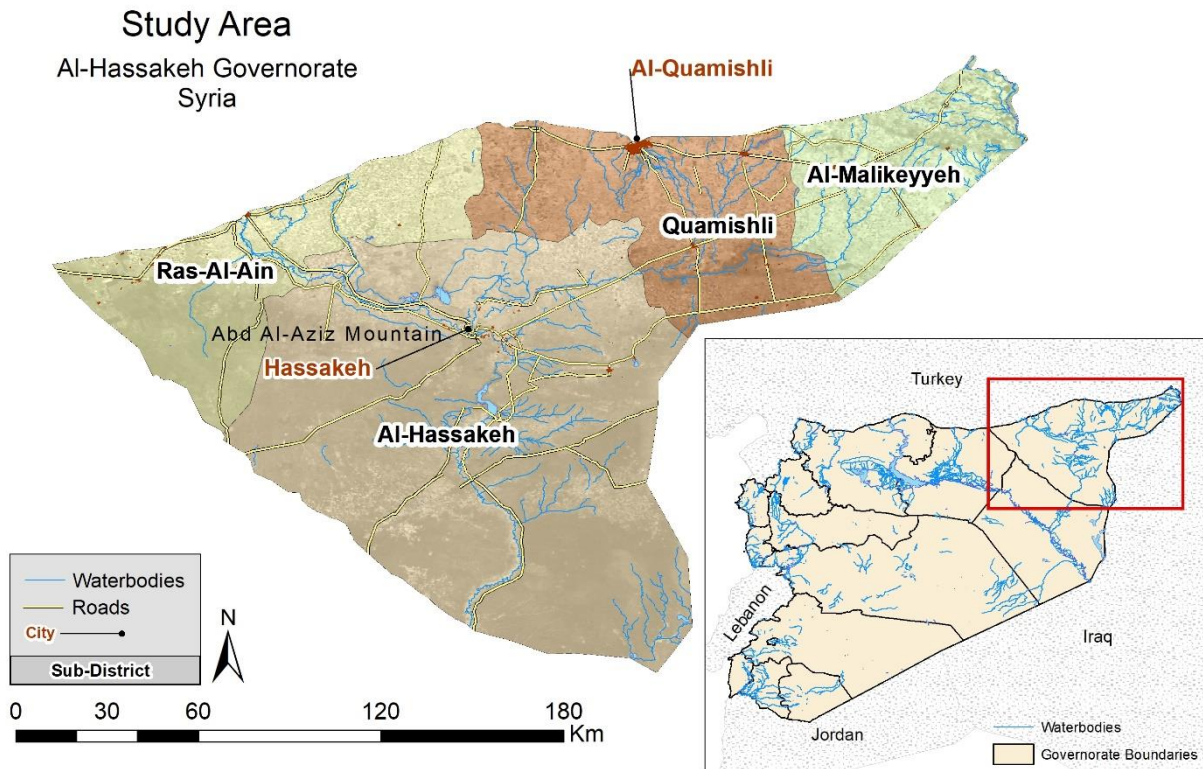 Study Area
Al-Hassakeh Governorate
Syria
Al-Quamishli
Al-Malikeyyeh
Quamishli
Ras-Al-Ain
Abd Al-Aziz Mountain
Hassakeh
Al-Hassakeh
Waterbodies
Roads
City
Sub-District
N
0 30 60 120 180
Km
Turkey
Lebanon
Iraq
Jordan
Waterbodies
Governorate Boundaries